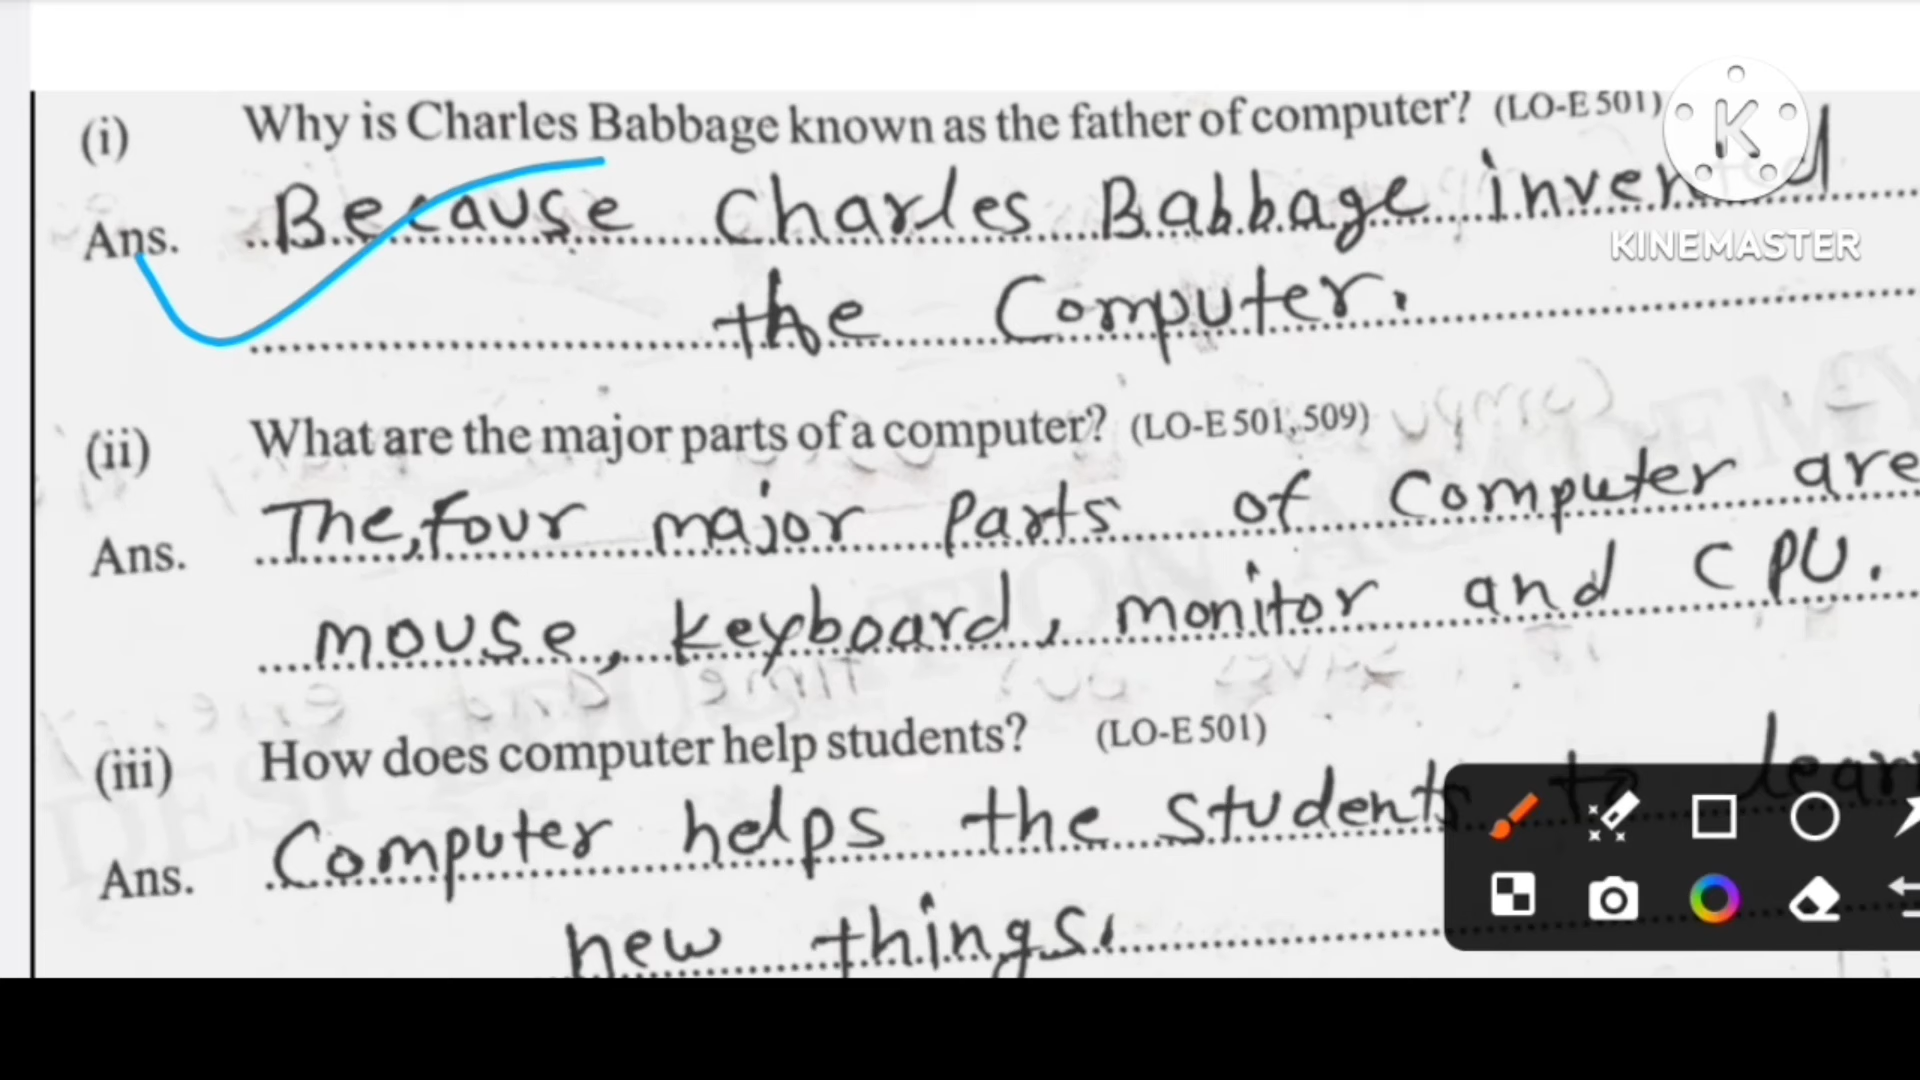 (i) Why is Charles Babbage known as the father of computer? (LO-E 501)
Ans. Because Charles Babbage invented
KINEMASTER
the Computer.
(ii) What are the major parts of a computer? (LO-E 501, 509)
Ans. The, four major parts of Computer are
mouse, keyboard, monitor and CPU.
(iii) How does computer help students? (LO-E 501)
Ans. Computer helps the students to learn
new things.